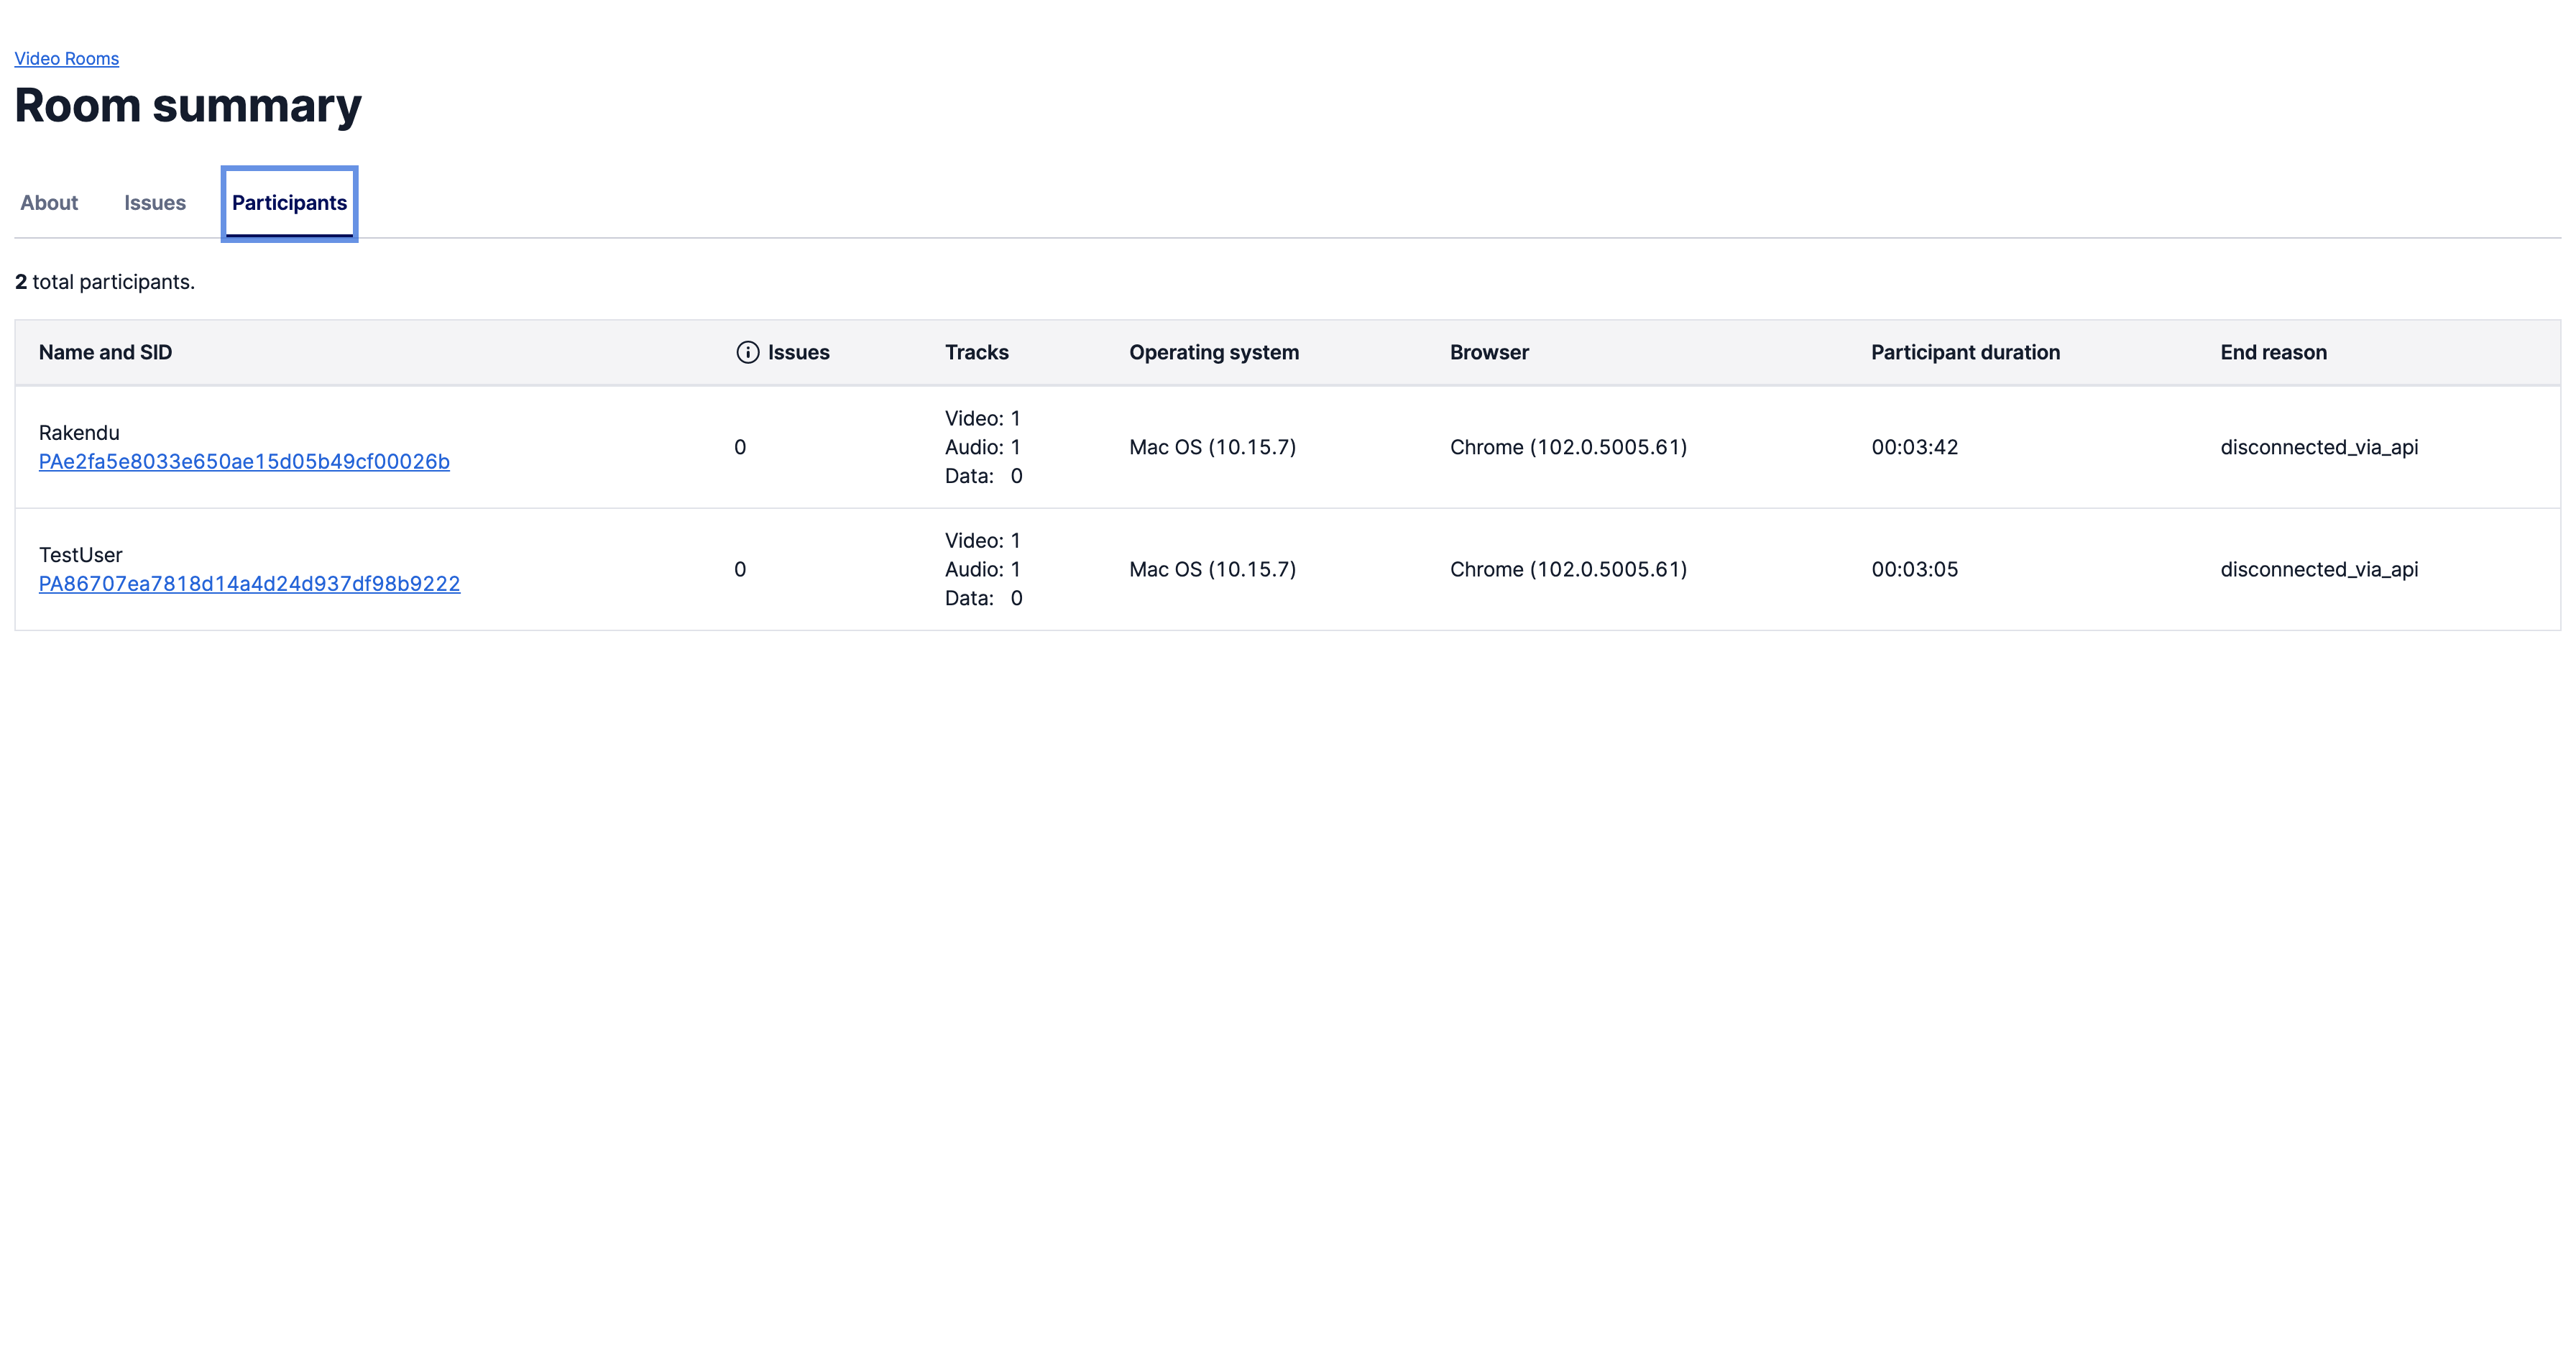 Video Rooms
Room summary
About Issues Participants
2 total participants.
Name and SID Issues Tracks Operating system Browser Participant duration End reason
Rakendu
PAe2fa5e8033e650ae15d05b49cf00026b
0
Video: 1
Audio: 1
Data: 0
Mac OS (10.15.7) Chrome (102.0.5005.61) 00:03:42 disconnected_via_api
TestUser
PA86707ea7818d14a4d24d937df98b9222
0
Video: 1
Audio: 1
Data: 0
Mac OS (10.15.7) Chrome (102.0.5005.61) 00:03:05 disconnected_via_api